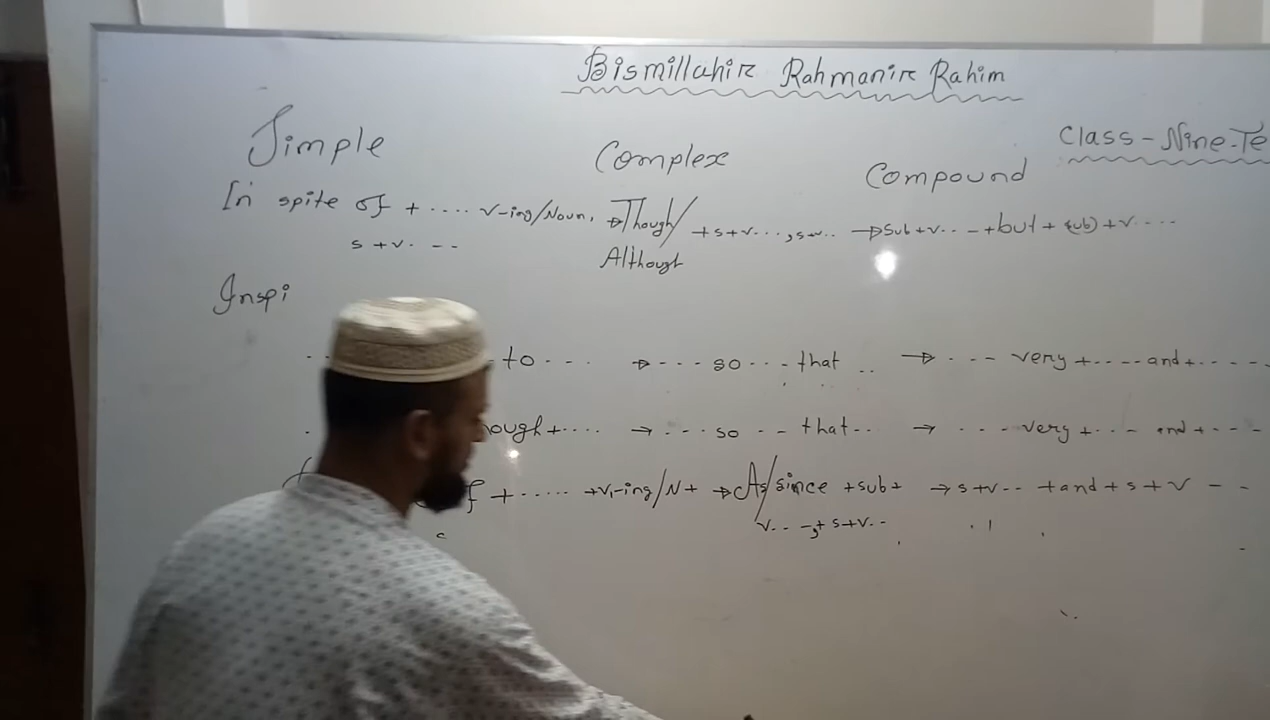 Bismillahir Rahmanir Rahim
Class - Nine-Te
Simple Complex Compound
In spite of + .... v-ing/Noun, → Though/ + s+v..., s+v.. → Sub+v.. - +but + (sub) + v ....
s +v. -- Although
Inspi
.. to --- → --- so --- that .. → --- very +----and+-----
ough+.... → --- so -- that.. → --- very +--- and +---
f + ...... +v-ing/N+ → As/since +sub+ → s+v-- +and+s+v - -
v.. -,+ s+v..